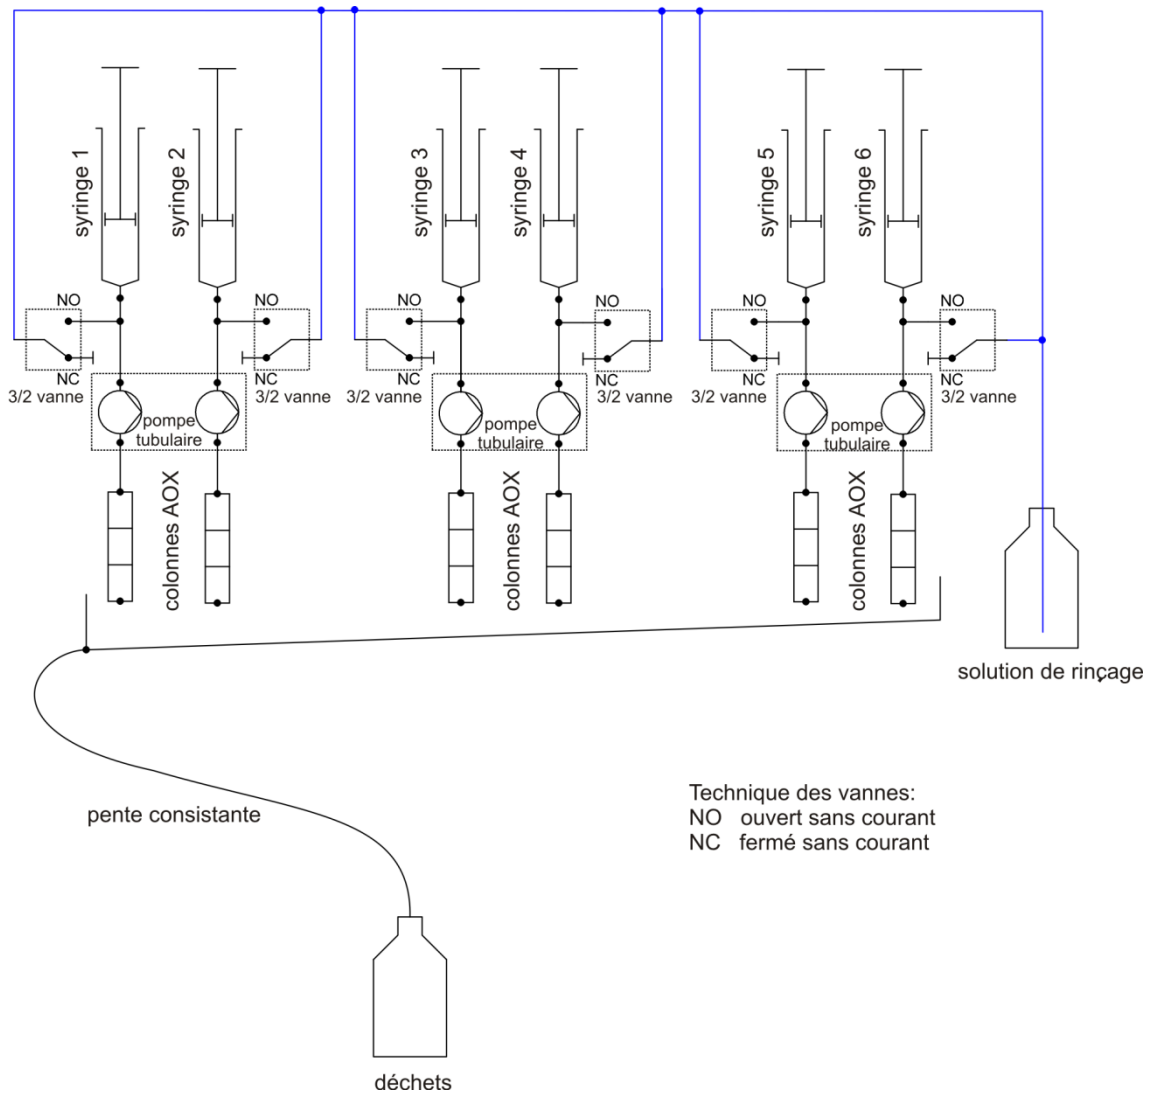 syringe 1
syringe 2
syringe 3
syringe 4
syringe 5
syringe 6
NO
NO
NO
NO
NO
NO
NC
NC
NC
NC
NC
NC
3/2 vanne
3/2 vanne
3/2 vanne
3/2 vanne
3/2 vanne
3/2 vanne
pompe
tubulaire
pompe
tubulaire
pompe
tubulaire
colonnes AOX
colonnes AOX
colonnes AOX
solution de rinçage
pente consistante
Technique des vannes:
NO ouvert sans courant
NC fermé sans courant
déchets